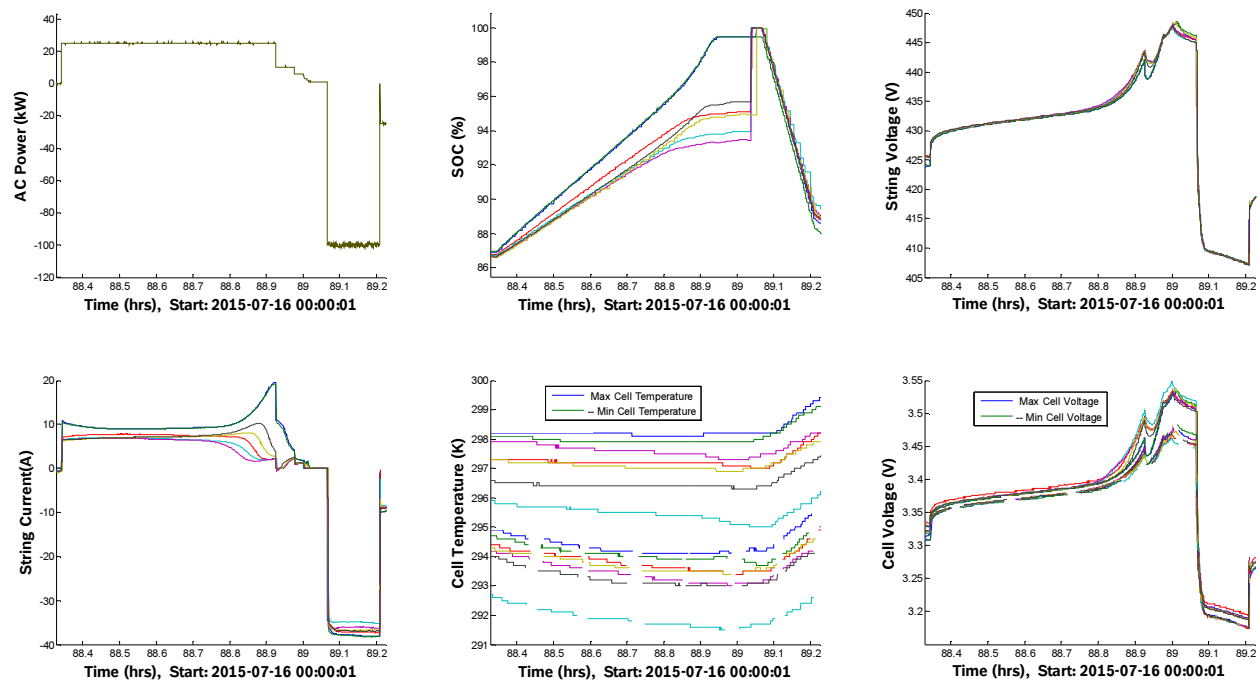 AC Power (kW)
40
20
0
-20
-40
-60
-80
-100
-120
88.4 88.5 88.6 88.7 88.8 88.9 89 89.1 89.2
Time (hrs), Start: 2015-07-16 00:00:01
SOC (%)
100
98
96
94
92
90
88
86
88.4 88.5 88.6 88.7 88.8 88.9 89 89.1 89.2
Time (hrs), Start: 2015-07-16 00:00:01
String Voltage (V)
450
445
440
435
430
425
420
415
410
405
88.4 88.5 88.6 88.7 88.8 88.9 89 89.1 89.2
Time (hrs), Start: 2015-07-16 00:00:01
String Current(A)
20
10
0
-10
-20
-30
-40
88.4 88.5 88.6 88.7 88.8 88.9 89 89.1 89.2
Time (hrs), Start: 2015-07-16 00:00:01
Cell Temperature (K)
300
299
298
297
296
295
294
293
292
291
Max Cell Temperature
-- Min Cell Temperature
88.4 88.5 88.6 88.7 88.8 88.9 89 89.1 89.2
Time (hrs), Start: 2015-07-16 00:00:01
Cell Voltage (V)
3.55
3.5
3.45
3.4
3.35
3.3
3.25
3.2
Max Cell Voltage
-- Min Cell Voltage
88.4 88.5 88.6 88.7 88.8 88.9 89 89.1 89.2
Time (hrs), Start: 2015-07-16 00:00:01